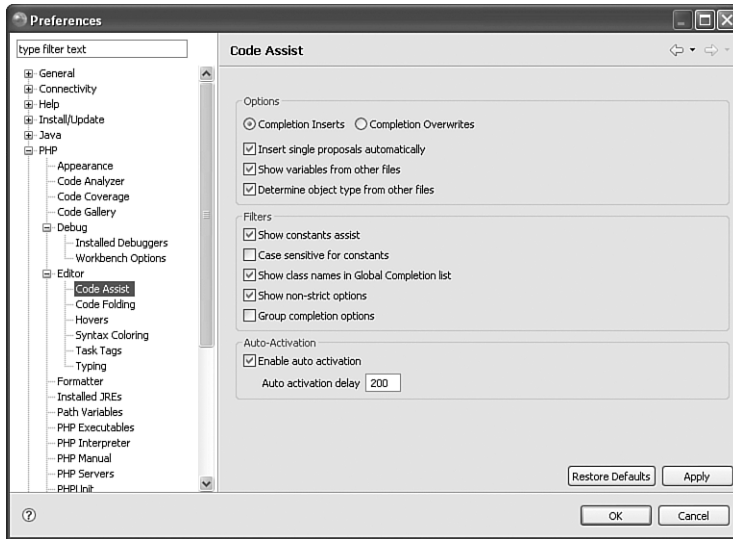 Preferences
type filter text
General
Connectivity
Help
Install/Update
Java
PHP
Appearance
Code Analyzer
Code Coverage
Code Gallery
Debug
Installed Debuggers
Workbench Options
Editor
Code Assist
Code Folding
Hovers
Syntax Coloring
Task Tags
Typing
Formatter
Installed JREs
Path Variables
PHP Executables
PHP Interpreter
PHP Manual
PHP Servers
PHPUnit
Code Assist
Options
Completion Inserts Completion Overwrites
Insert single proposals automatically
Show variables from other files
Determine object type from other files
Filters
Show constants assist
Case sensitive for constants
Show class names in Global Completion list
Show non-strict options
Group completion options
Auto-Activation
Enable auto activation
Auto activation delay 200
Restore Defaults Apply
? OK Cancel